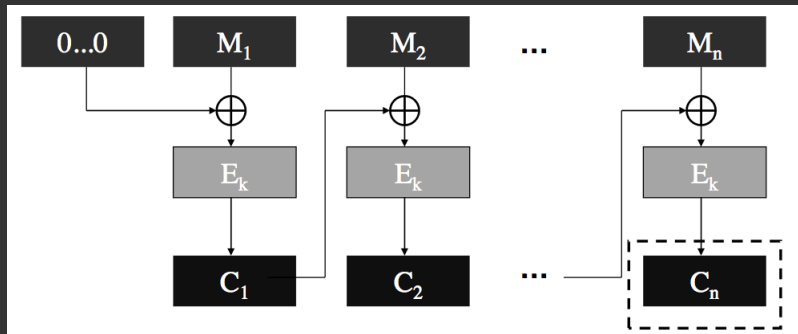 0...0 M₁ M₂ ... Mₙ
Eₖ Eₖ Eₖ
C₁ C₂ ... Cₙ